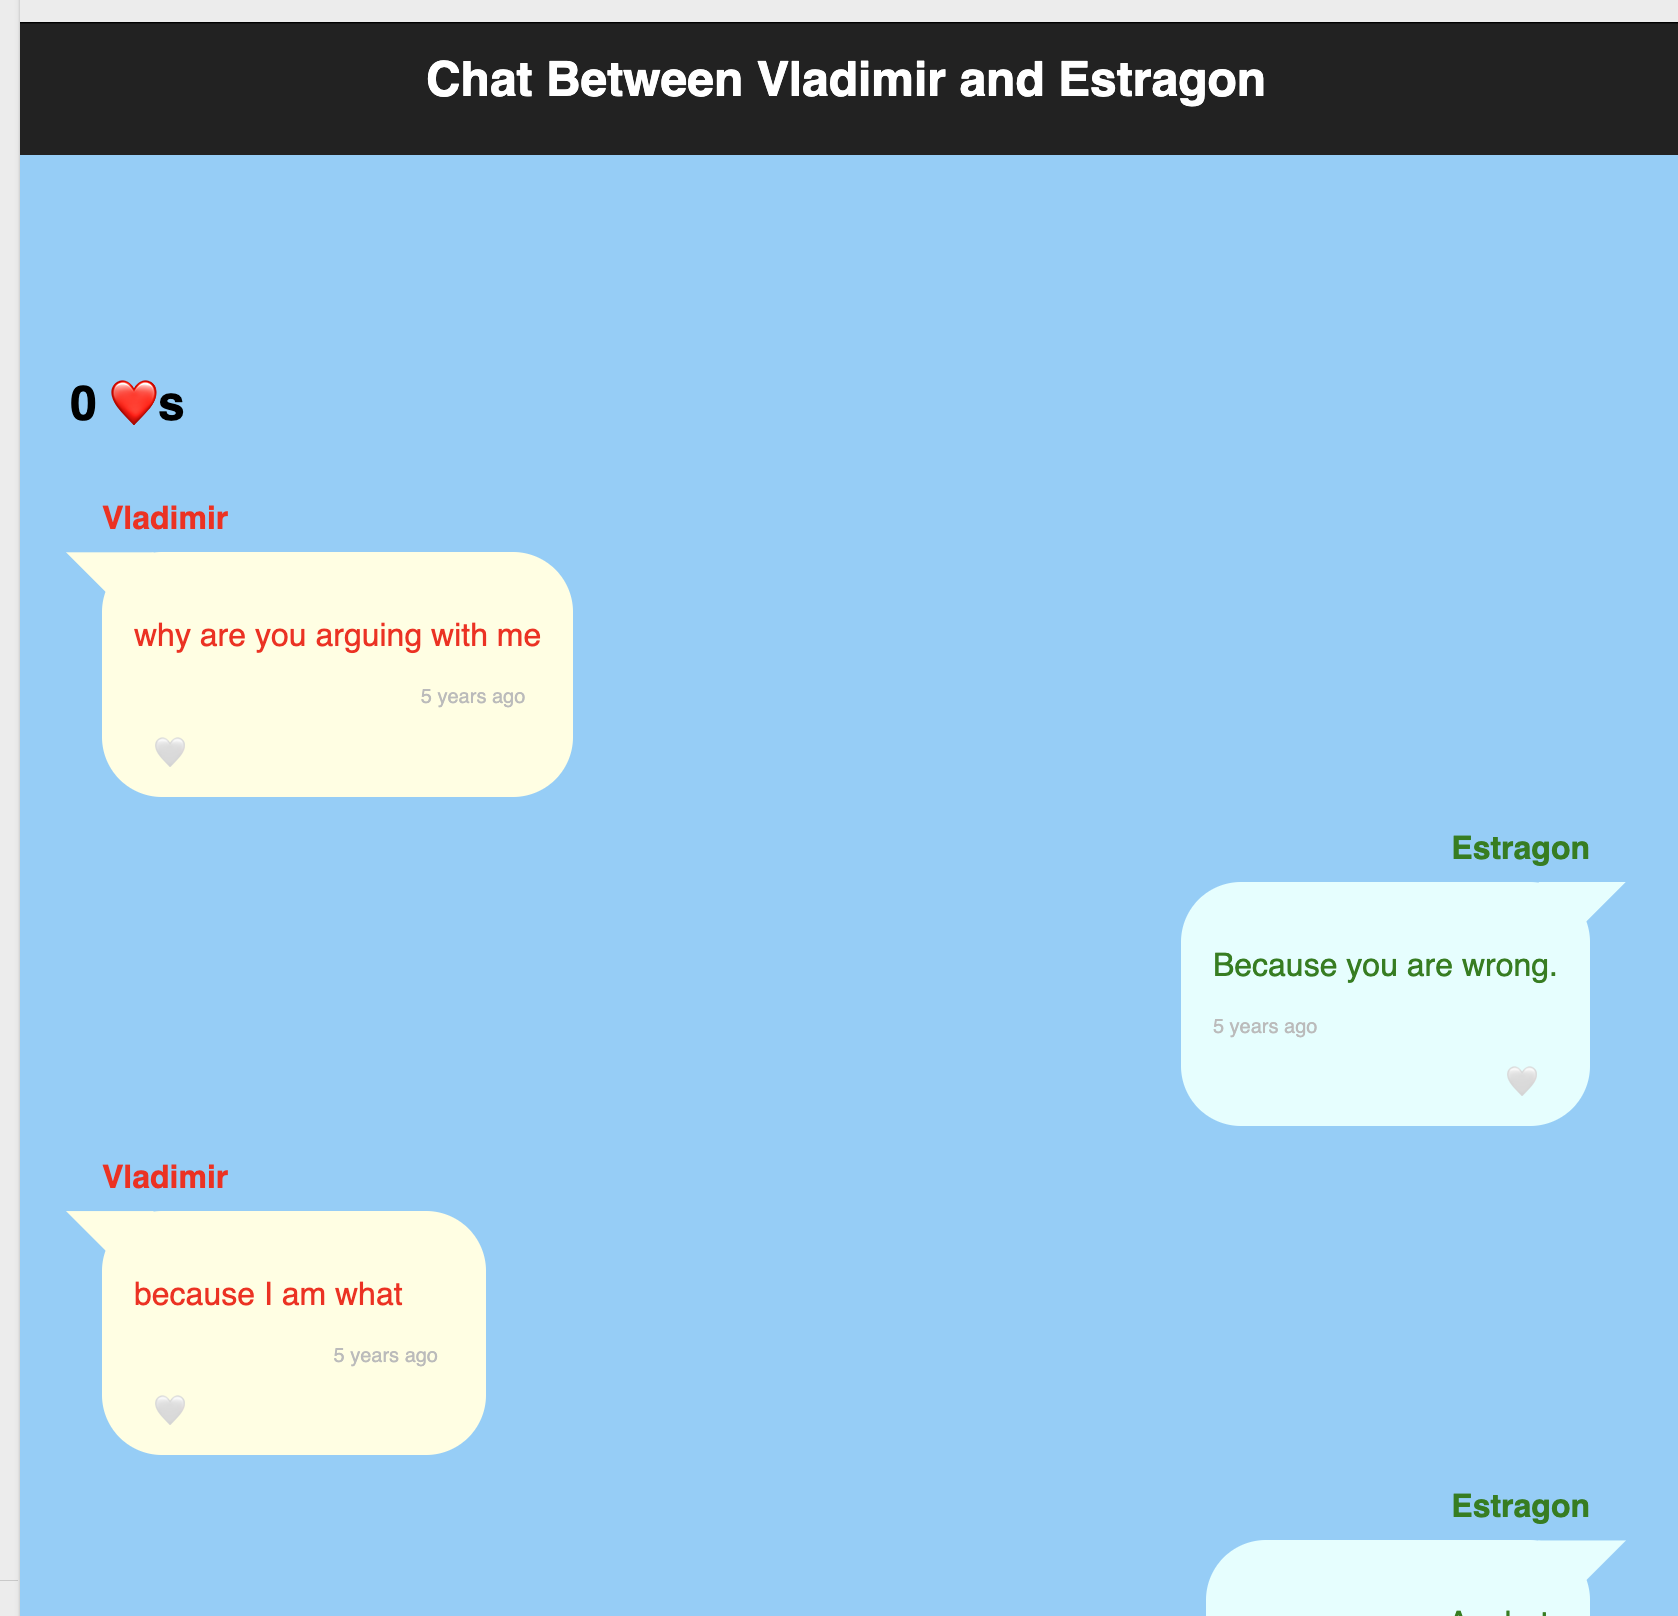 Chat Between Vladimir and Estragon
0 ❤️s
Vladimir
why are you arguing with me
5 years ago
🤍
Estragon
Because you are wrong.
5 years ago
🤍
Vladimir
because I am what
5 years ago
🤍
Estragon